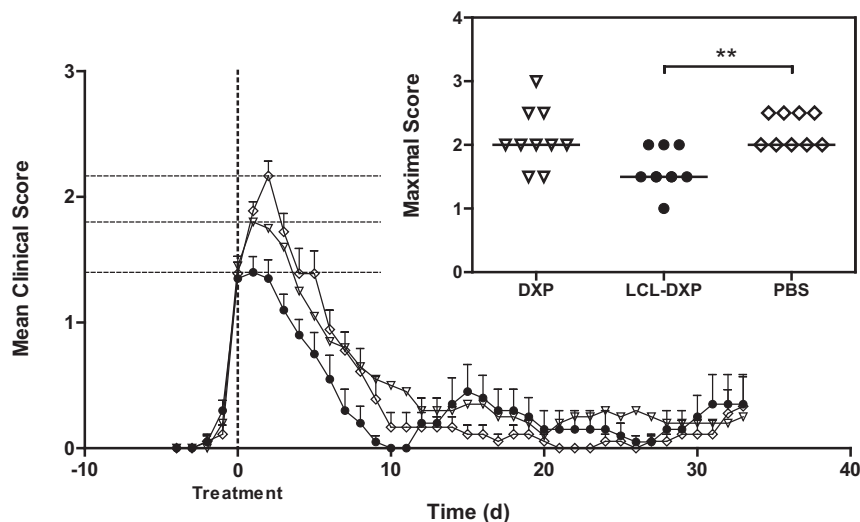 4
3
2
1
0
Maximal Score
**
DXP
LCL-DXP
PBS
3
2
1
0
Mean Clinical Score
-10
0
10
20
30
40
Treatment
Time (d)